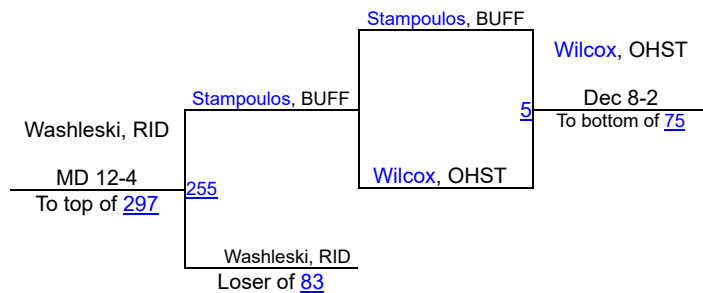 Stampoulos, BUFF
Wilcox, OHST
Stampoulos, BUFF
5
Dec 8-2
To bottom of 75
Washleski, RID
Wilcox, OHST
MD 12-4
255
To top of 297
Washleski, RID
Loser of 83